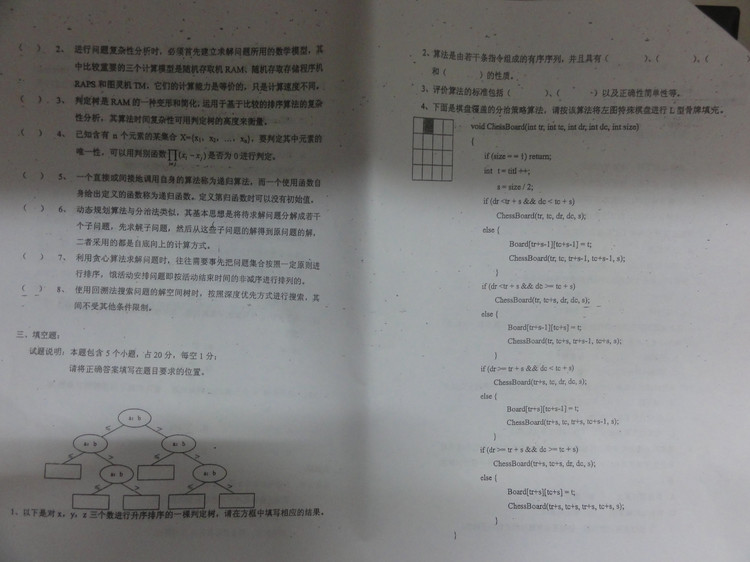 （ ） 2、 进行问题复杂性分析时，必须首先建立求解问题所用的数学模型，其
中比较重要的三个计算模型是随机存取机 RAM；随机存取存储程序机
RAPS 和图灵机 TM，它们的计算能力是等价的，只是计算速度不同。
（ ） 3、 判定树是 RAM 的一种变形和简化，运用于基于比较的排序算法的复杂
性分析，其算法时间复杂性可用判定树的高度来衡量。
（ ） 4、 已知含有 n 个元素的某集合 X={x₁，x₂，…，xₙ}，要判定其中元素的
唯一性，可以用判别函数∏(xᵢ－xⱼ)是否为 0 进行判定。
（ ） 5、 一个直接或间接地调用自身的算法称为递归算法，而一个使用函数自
身给出定义的函数称为递归函数。定义递归函数时可以没有初始值。
（ ） 6、 动态规划算法与分治法类似，其基本思想是将待求解问题分解成若干
个子问题，先求解子问题，然后从这些子问题的解得到原问题的解，
二者采用的都是自底向上的计算方式。
（ ） 7、 利用贪心算法求解问题时，往往需要事先把问题集合按照一定原则进
行排序，如活动安排问题即按活动结束时间的非减序进行排列的。
（ ） 8、 使用回溯法搜索问题的解空间树时，按照深度优先方式进行搜索，其
间不受其他条件限制。
三、填空题：
试题说明：本题包含 5 个小题，占 20 分，每空 1 分；
请将正确答案填写在题目要求的位置。
a：b
< >
a：b a：b
< > < >
a：b a：b
< > < >
1、以下是对 x，y，z 三个数进行升序排序的一棵判定树，请在方框中填写相应的结果。
2、算法是由若干条指令组成的有序序列，并且具有（ ）、（ ）、（ ）
和（ ）的性质。
3、评价算法的标准包括（ ）、（ ）以及正确性简单性等。
4、下面是棋盘覆盖的分治策略算法，请按该算法将左图特殊棋盘进行 L 型骨牌填充。
void ChessBoard(int tr, int tc, int dr, int dc, int size)
{
if (size == 1) return;
int t = titl ++;
s = size / 2;
if (dr <tr + s && dc < tc + s)
ChessBoard(tr, tc, dr, dc, s);
else {
Board[tr+s-1][tc+s-1] = t;
ChessBoard(tr, tc, tr+s-1, tc+s-1, s);
}
if (dr <tr + s && dc >= tc + s)
ChessBoard(tr, tc+s, dr, dc, s);
else {
Board[tr+s-1][tc+s] = t;
ChessBoard(tr, tc+s, tr+s-1, tc+s, s);
}
if (dr >= tr + s && dc < tc + s)
ChessBoard(tr+s, tc, dr, dc, s);
else {
Board[tr+s][tc+s-1] = t;
ChessBoard(tr+s, tc, tr+s, tc+s-1, s);
}
if (dr >= tr + s && dc >= tc + s)
ChessBoard(tr+s, tc+s, dr, dc, s);
else {
Board[tr+s][tc+s] = t;
ChessBoard(tr+s, tc+s, tr+s, tc+s, s);
}
}